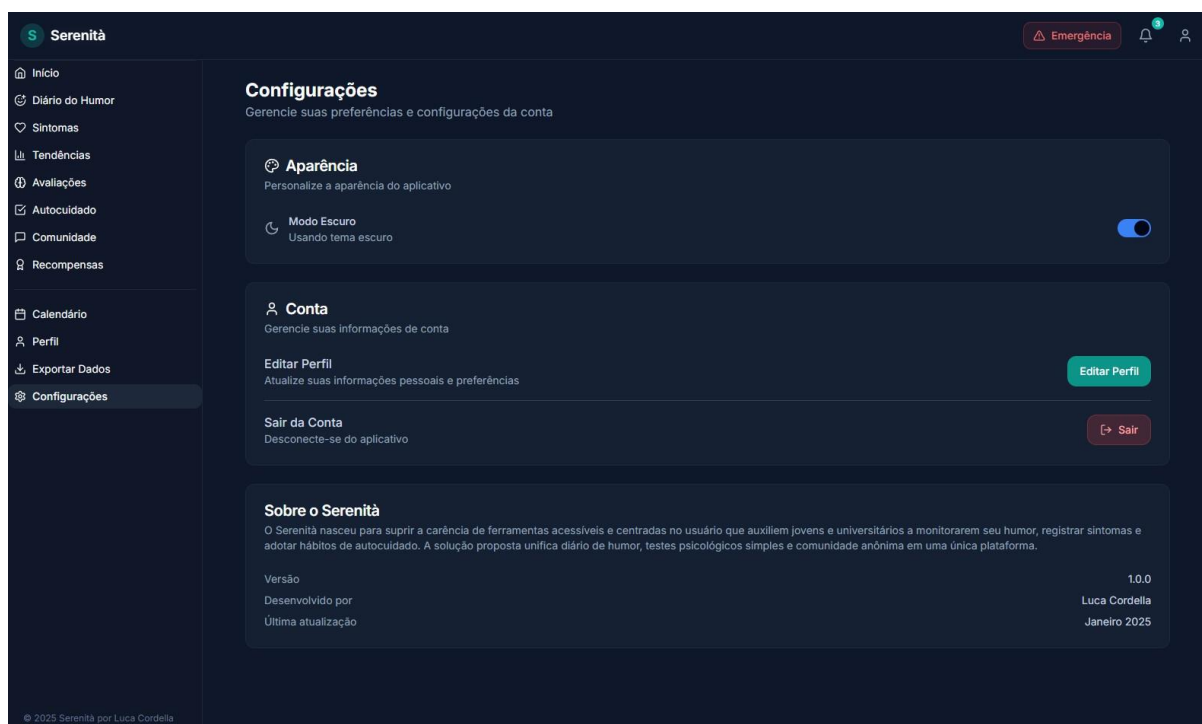 S Serenità
Emergência
3
Início
Diário do Humor
Sintomas
Tendências
Avaliações
Autocuidado
Comunidade
Recompensas
Calendário
Perfil
Exportar Dados
Configurações
© 2025 Serenità por Luca Cordella
Configurações
Gerencie suas preferências e configurações da conta
Aparência
Personalize a aparência do aplicativo
Modo Escuro
Usando tema escuro
Conta
Gerencie suas informações de conta
Editar Perfil
Atualize suas informações pessoais e preferências
Editar Perfil
Sair da Conta
Desconecte-se do aplicativo
Sair
Sobre o Serenità
O Serenità nasceu para suprir a carência de ferramentas acessíveis e centradas no usuário que auxiliem jovens e universitários a monitorarem seu humor, registrar sintomas e
adotar hábitos de autocuidado. A solução proposta unifica diário de humor, testes psicológicos simples e comunidade anônima em uma única plataforma.
Versão 1.0.0
Desenvolvido por Luca Cordella
Última atualização Janeiro 2025